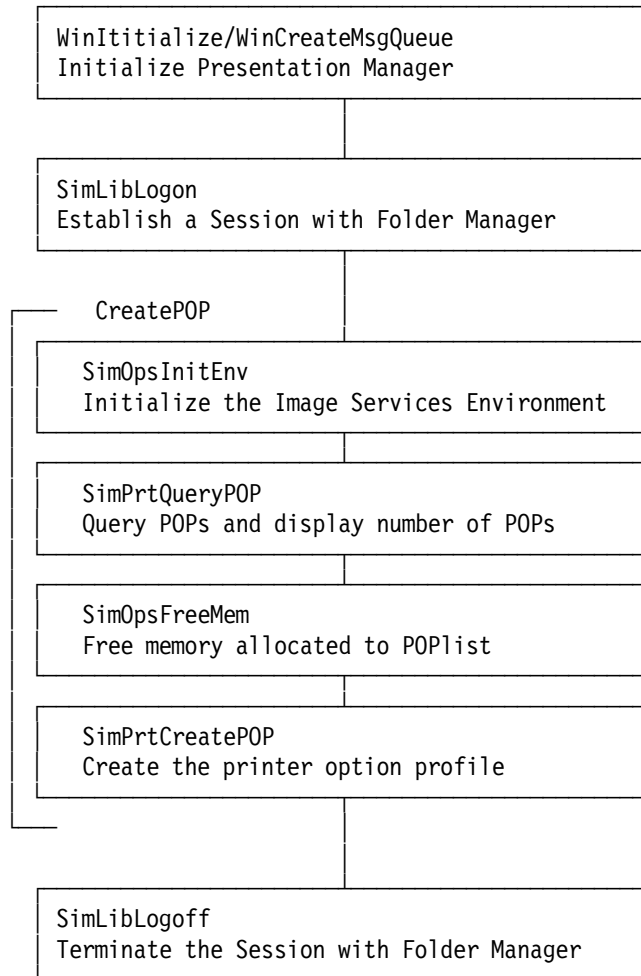 WinItitialize/WinCreateMsgQueue
Initialize Presentation Manager
SimLibLogon
Establish a Session with Folder Manager
CreatePOP
SimOpsInitEnv
Initialize the Image Services Environment
SimPrtQueryPOP
Query POPs and display number of POPs
SimOpsFreeMem
Free memory allocated to POPlist
SimPrtCreatePOP
Create the printer option profile
SimLibLogoff
Terminate the Session with Folder Manager